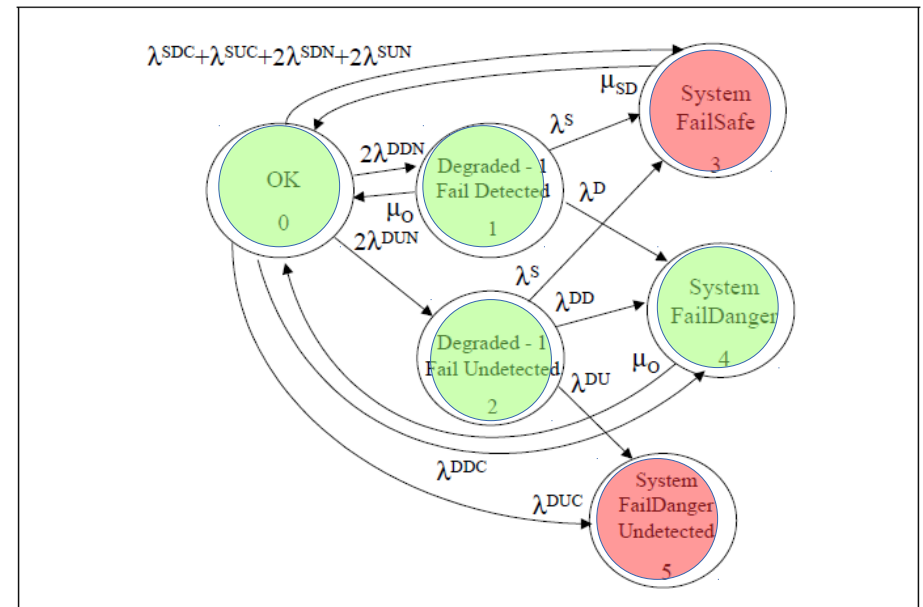 λSDC+λSUC+2λSDN+2λSUN
μSD
System
FailSafe
3
λS
2λDDN
OK
0
Degraded - 1
Fail Detected
1
μO
λD
2λDUN
λS
λDD
System
FailDanger
4
Degraded - 1
Fail Undetected
2
μO
λDU
λDDC
λDUC
System
FailDanger
Undetected
5